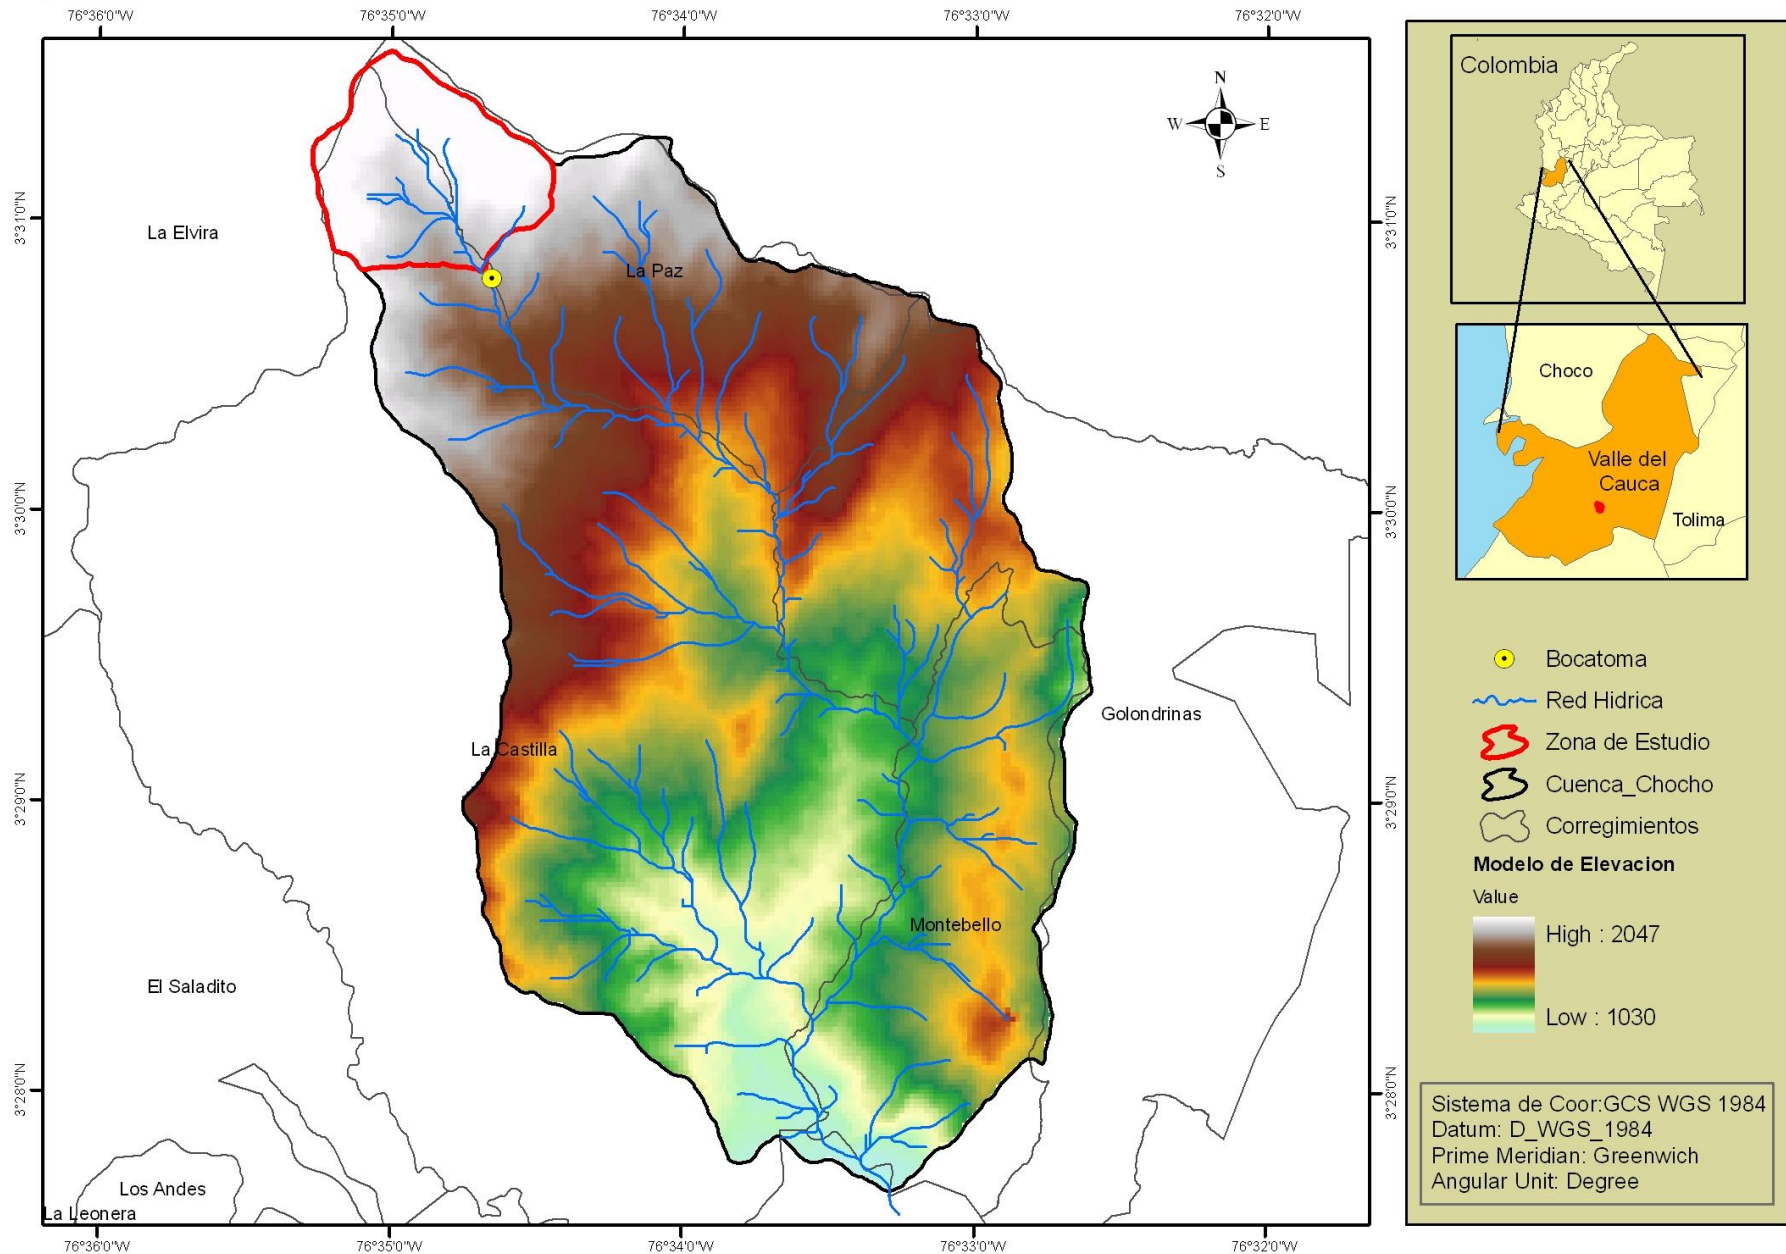 76°36'0"W
76°35'0"W
76°34'0"W
76°33'0"W
76°32'0"W
3°31'0"N
3°30'0"N
3°29'0"N
3°28'0"N
N
W
E
S
La Elvira
La Paz
La Castilla
Golondrinas
Montebello
El Saladito
Los Andes
La Leonera
3°31'0"N
3°30'0"N
3°29'0"N
3°28'0"N
76°36'0"W
76°35'0"W
76°34'0"W
76°33'0"W
76°32'0"W
Colombia
Choco
Valle del
Cauca
Tolima
Bocatoma
Red Hidrica
Zona de Estudio
Cuenca_Chocho
Corregimientos
Modelo de Elevacion
Value
High : 2047
Low : 1030
Sistema de Coor:GCS WGS 1984
Datum: D_WGS_1984
Prime Meridian: Greenwich
Angular Unit: Degree